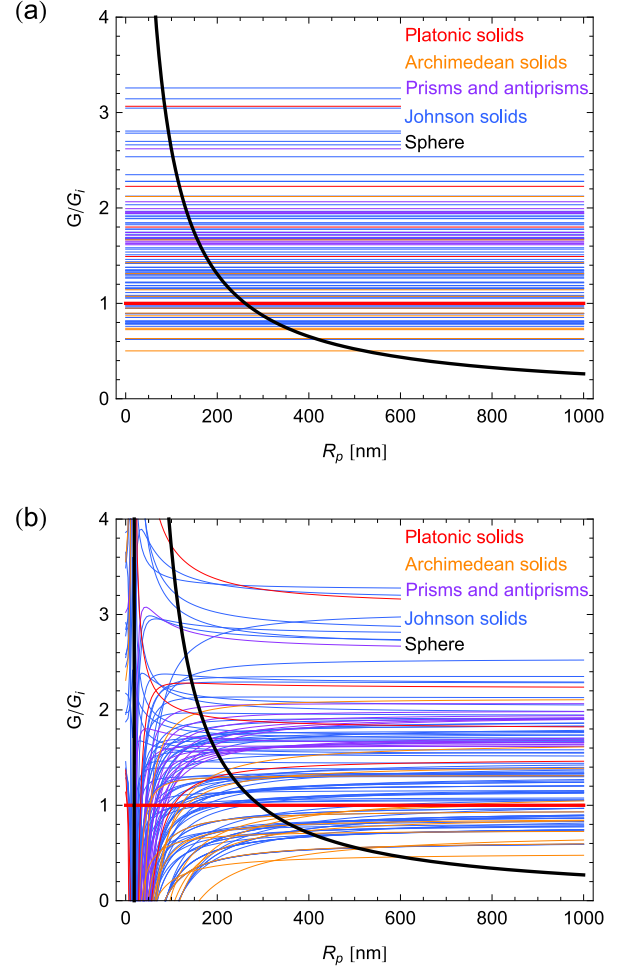 (a)
4
3
2
1
0
G/Gi
Platonic solids
Archimedean solids
Prisms and antiprisms
Johnson solids
Sphere
0 200 400 600 800 1000
Rp [nm]
(b)
4
3
2
1
0
G/Gi
Platonic solids
Archimedean solids
Prisms and antiprisms
Johnson solids
Sphere
0 200 400 600 800 1000
Rp [nm]